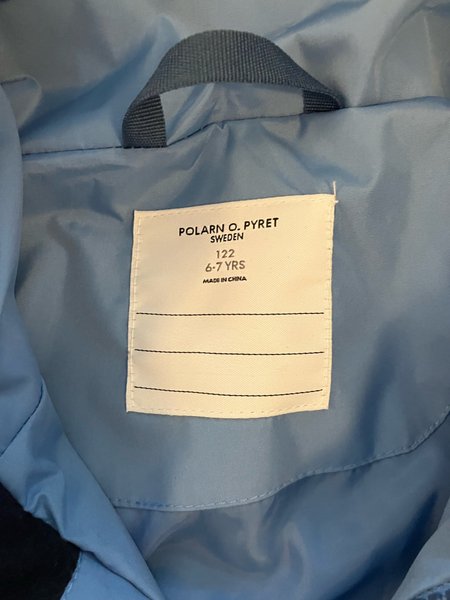 POLARN O. PYRET
SWEDEN
122
6-7 YRS
MADE IN CHINA